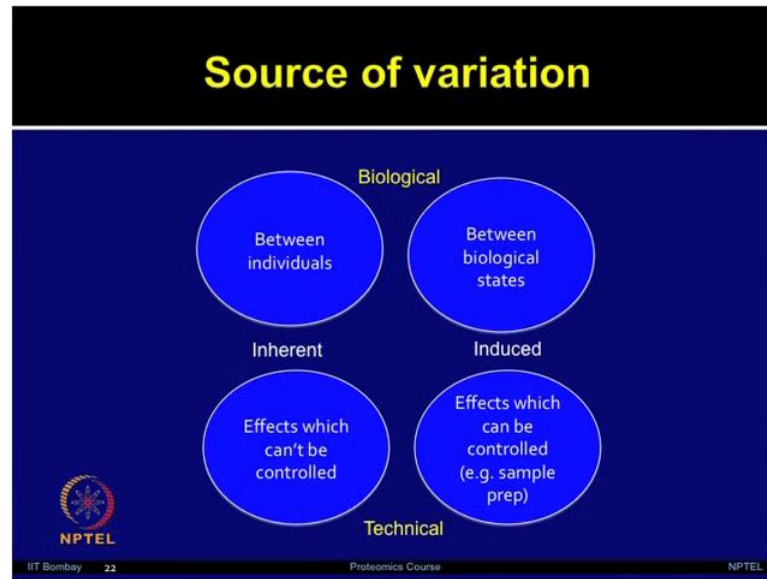 Source of variation
Biological
Between
individuals
Between
biological
states
Inherent
Induced
Effects which
can't be
controlled
Effects which
can be
controlled
(e.g. sample
prep)
Technical
NPTEL
IIT Bombay
22
Proteomics Course
NPTEL